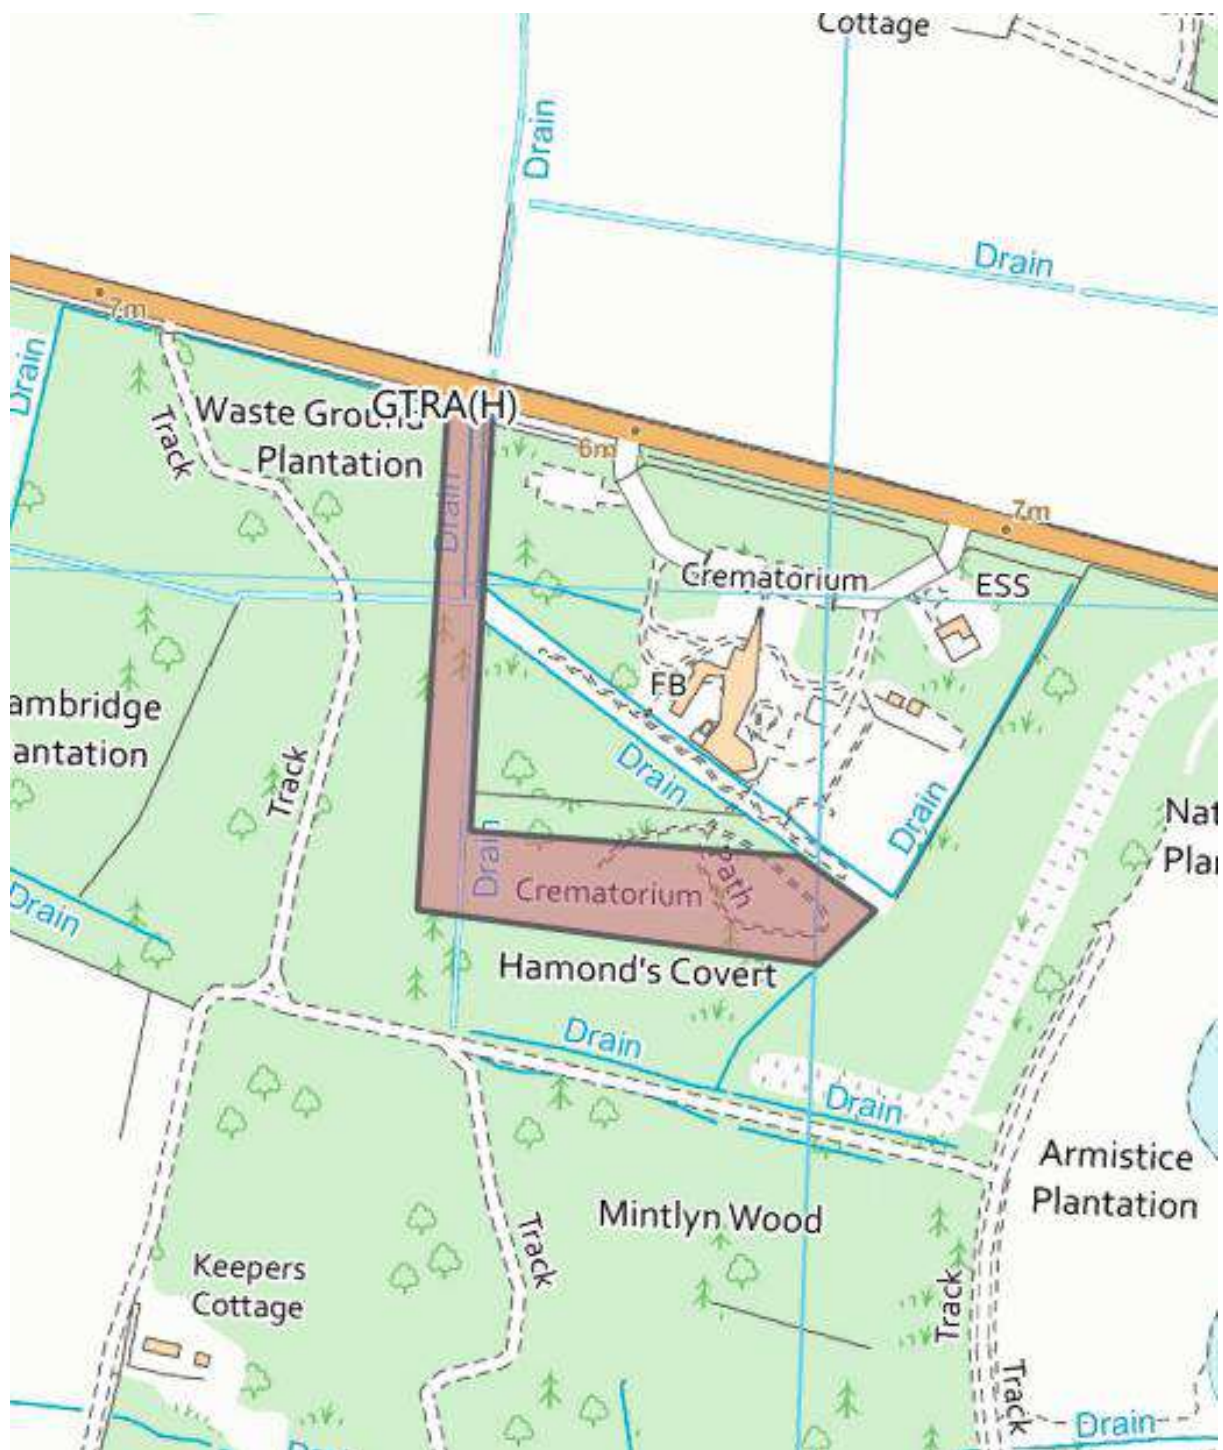 Cottage
Drain
Drain
7m
Drain
Track
Waste Ground
GTRA(H)
Plantation
6m
7m
Drain
Crematorium
ESS
FB
ambridge
antation
Track
Drain
Drain
Nat
Plan
Drain
Path
Crematorium
Drain
Hamond's Covert
Drain
Drain
Armistice
Plantation
Mintlyn Wood
Track
Keepers
Cottage
Track
Track
Drain